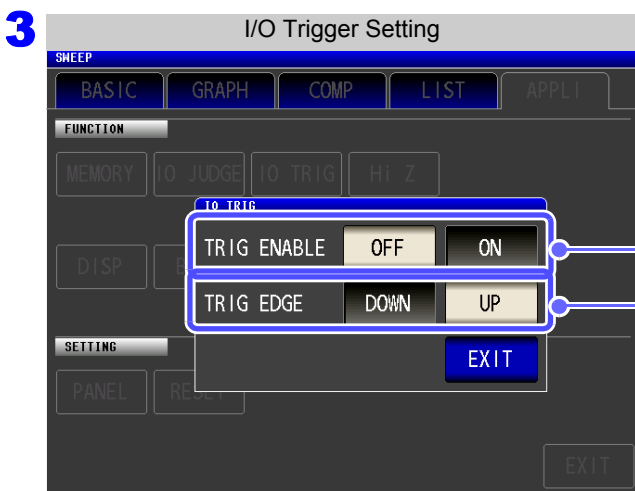 3
I/O Trigger Setting
SWEEP
BASIC GRAPH COMP LIST APPLI
FUNCTION
MEMORY IO JUDGE IO TRIG Hi Z
IO TRIG
TRIG ENABLE OFF ON
DISP
TRIG EDGE DOWN UP
SETTING
EXIT
PANEL RESET
EXIT